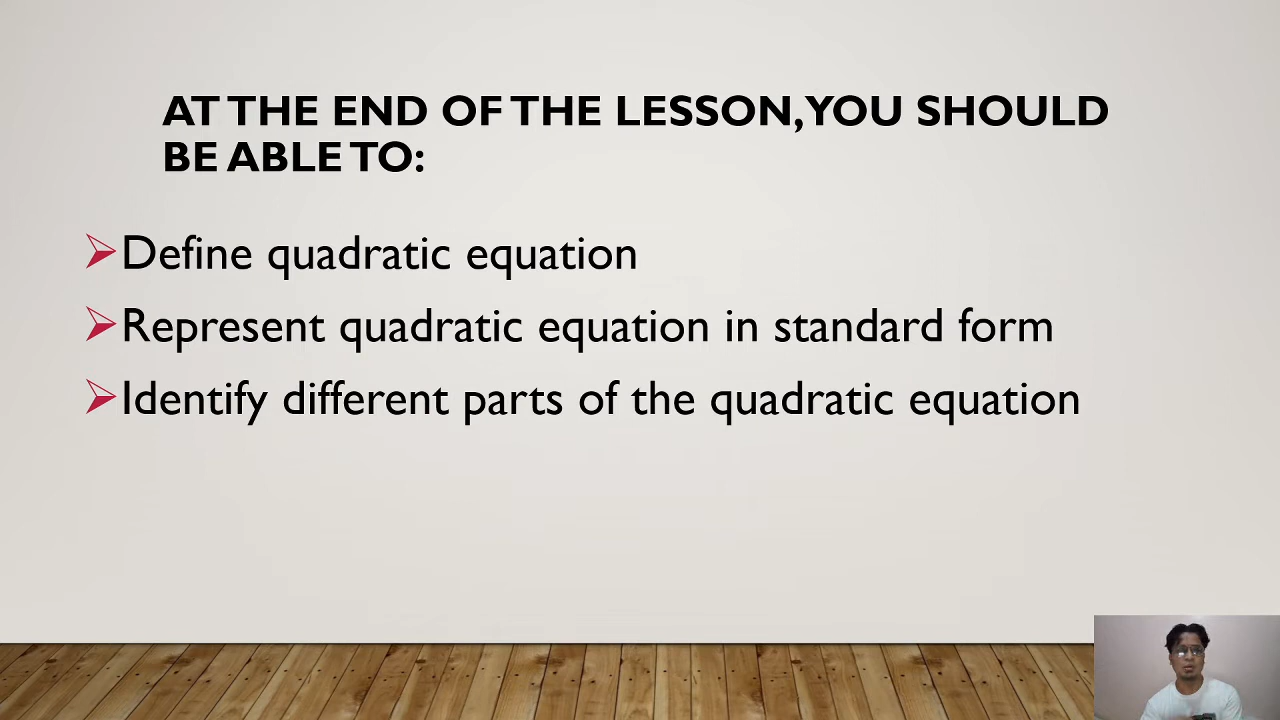 AT THE END OF THE LESSON, YOU SHOULD
BE ABLE TO:
Define quadratic equation
Represent quadratic equation in standard form
Identify different parts of the quadratic equation